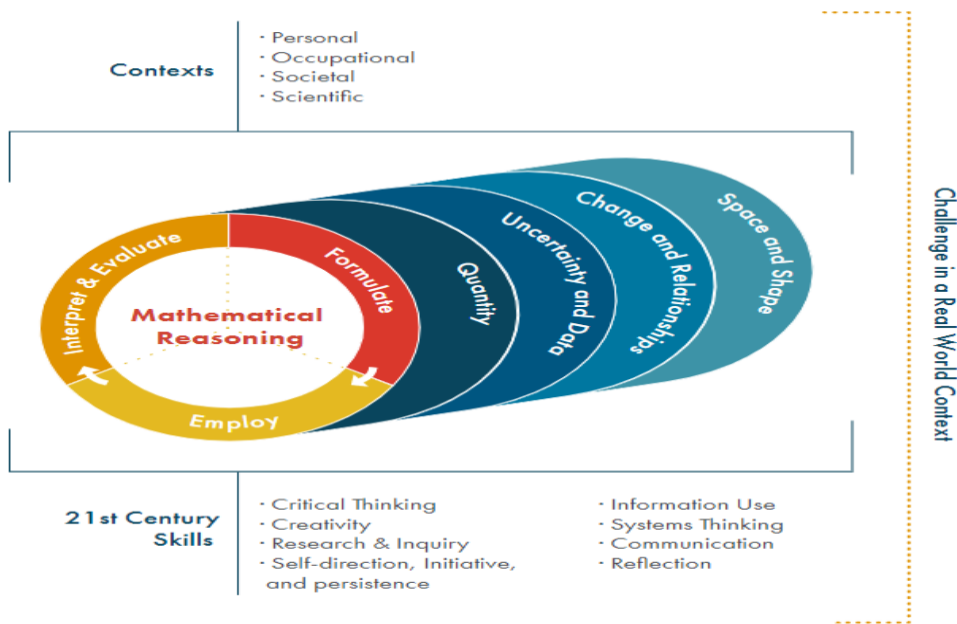 Contexts
· Personal
· Occupational
· Societal
· Scientific
Interpret & Evaluate
Formulate
Employ
Mathematical
Reasoning
Quantity
Uncertainty and Data
Change and Relationships
Space and Shape
Challenge in a Real World Context
21st Century
Skills
· Critical Thinking
· Creativity
· Research & Inquiry
· Self-direction, Initiative,
and persistence
· Information Use
· Systems Thinking
· Communication
· Reflection